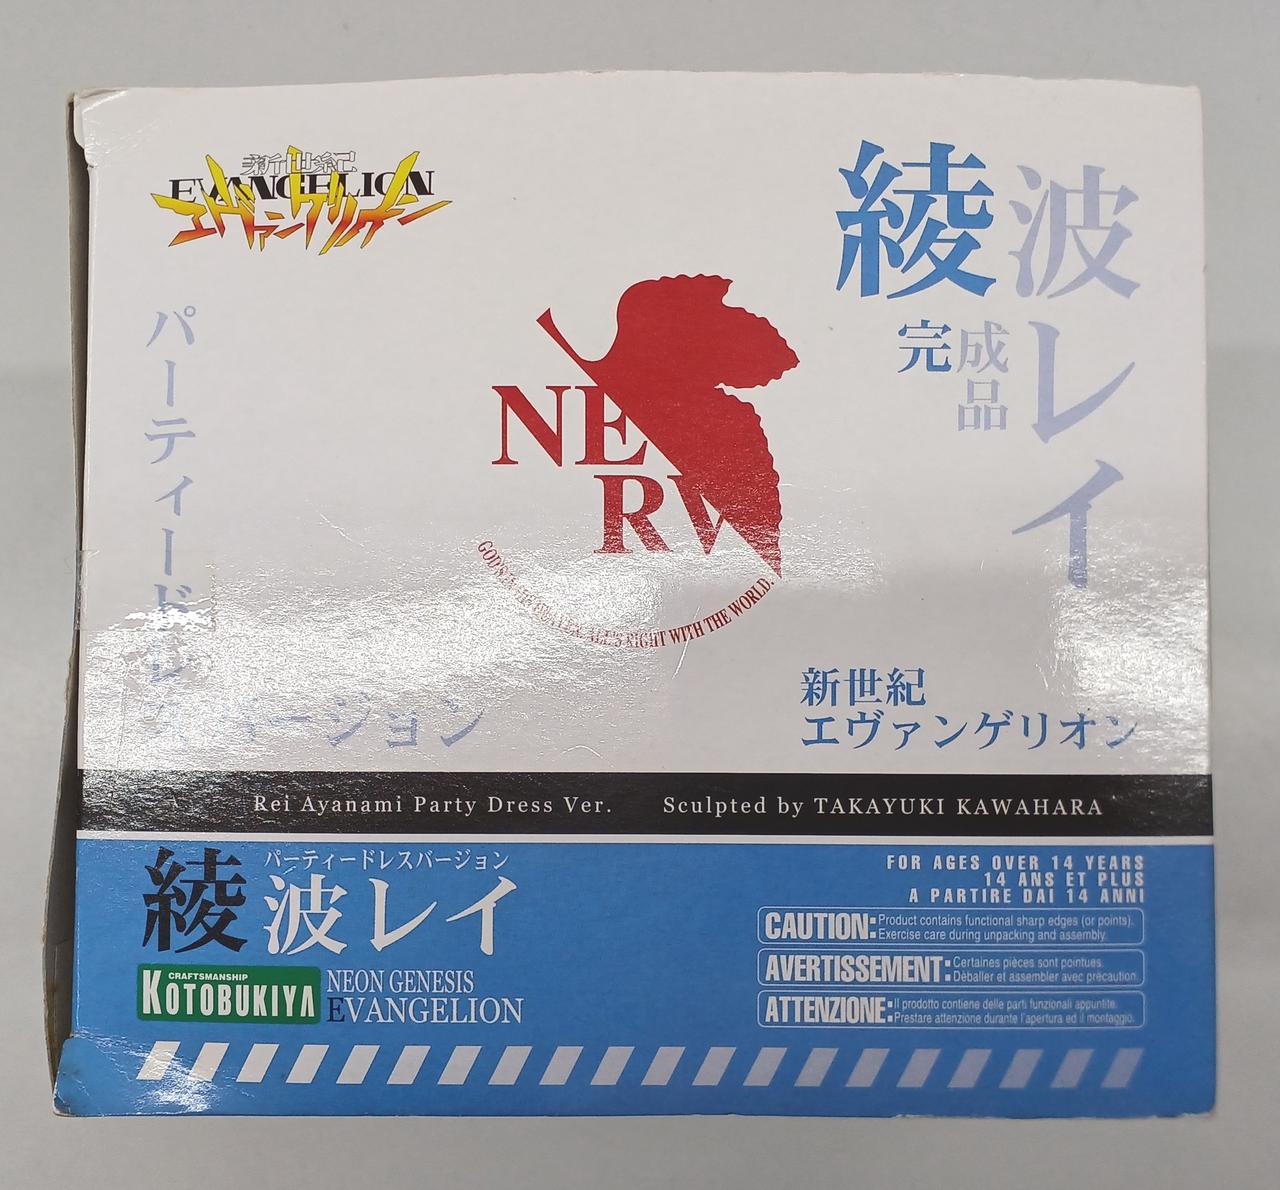 新世紀
EVANGELION
エヴァンゲリオン
綾波レイ
完成品
パーティードレスバージョン
NERV
GOD'S IN HIS HEAVEN. ALL'S RIGHT WITH THE WORLD.
新世紀
エヴァンゲリオン
Rei Ayanami Party Dress Ver. Sculpted by TAKAYUKI KAWAHARA
パーティードレスバージョン
綾波レイ
CRAFTSMANSHIP
KOTOBUKIYA
NEON GENESIS
EVANGELION
FOR AGES OVER 14 YEARS
14 ANS ET PLUS
A PARTIRE DAI 14 ANNI
CAUTION: Product contains functional sharp edges (or points).
Exercise care during unpacking and assembly.
AVERTISSEMENT: Certaines pièces sont pointues.
Déballer et assembler avec précaution.
ATTENZIONE: Il prodotto contiene delle parti funzionali appuntite.
Prestare attenzione durante l'apertura ed il montaggio.